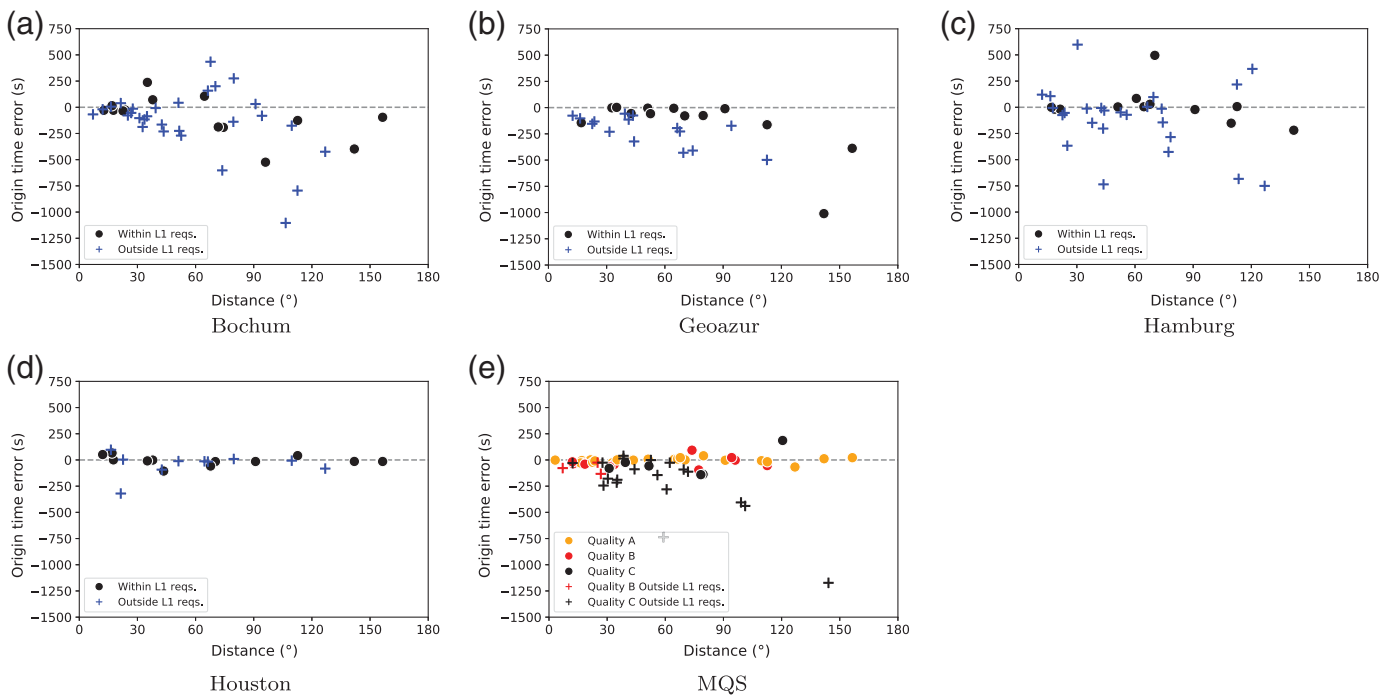 (a)
750
500
250
0
−250
−500
−750
−1000
−1250
−1500
Origin time error (s)
Within L1 reqs.
Outside L1 reqs.
0 30 60 90 120 150 180
Distance (°)
Bochum
(b)
750
500
250
0
−250
−500
−750
−1000
−1250
−1500
Origin time error (s)
Within L1 reqs.
Outside L1 reqs.
0 30 60 90 120 150 180
Distance (°)
Geoazur
(c)
750
500
250
0
−250
−500
−750
−1000
−1250
−1500
Origin time error (s)
Within L1 reqs.
Outside L1 reqs.
0 30 60 90 120 150 180
Distance (°)
Hamburg
(d)
750
500
250
0
−250
−500
−750
−1000
−1250
−1500
Origin time error (s)
Within L1 reqs.
Outside L1 reqs.
0 30 60 90 120 150 180
Distance (°)
Houston
(e)
750
500
250
0
−250
−500
−750
−1000
−1250
−1500
Origin time error (s)
Quality A
Quality B
Quality C
Quality B Outside L1 reqs.
Quality C Outside L1 reqs.
0 30 60 90 120 150 180
Distance (°)
MQS